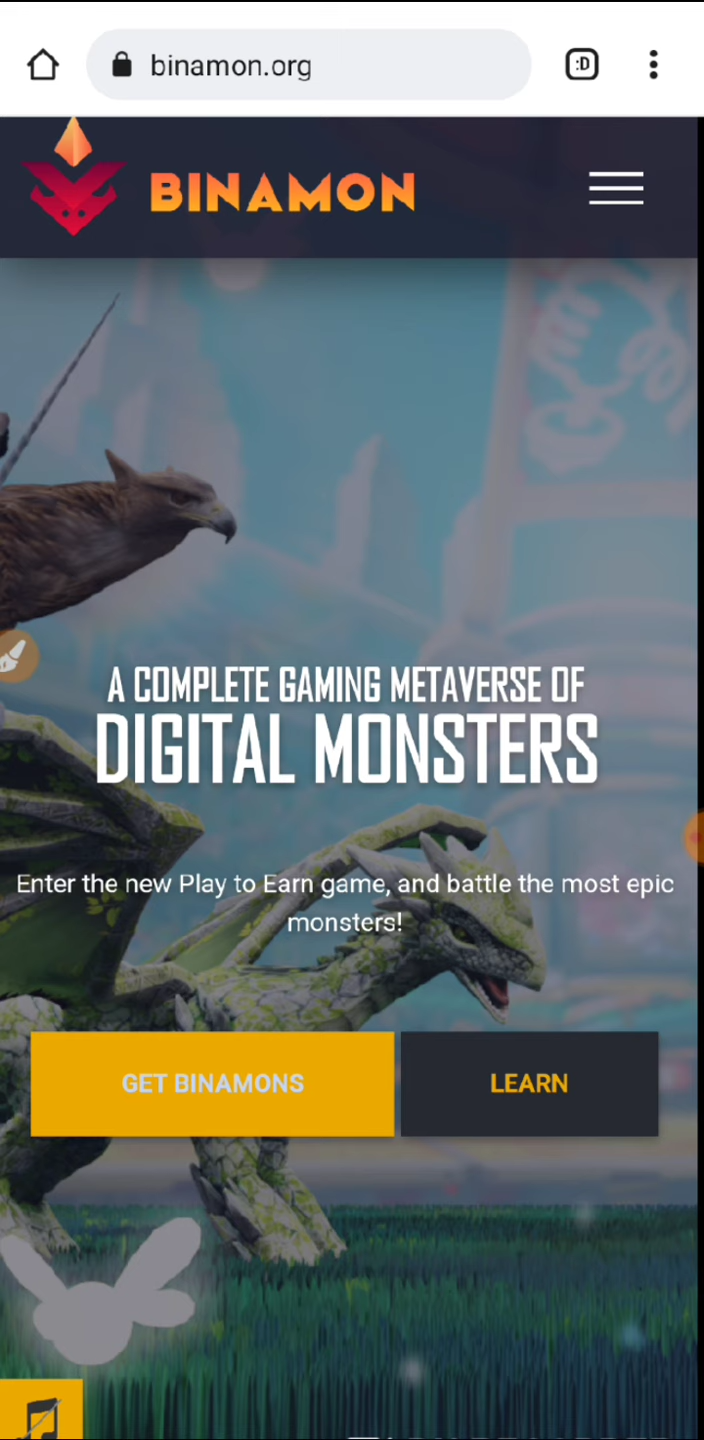 binamon.org
:D
BINAMON
A COMPLETE GAMING METAVERSE OF
DIGITAL MONSTERS
Enter the new Play to Earn game, and battle the most epic
monsters!
GET BINAMONS
LEARN